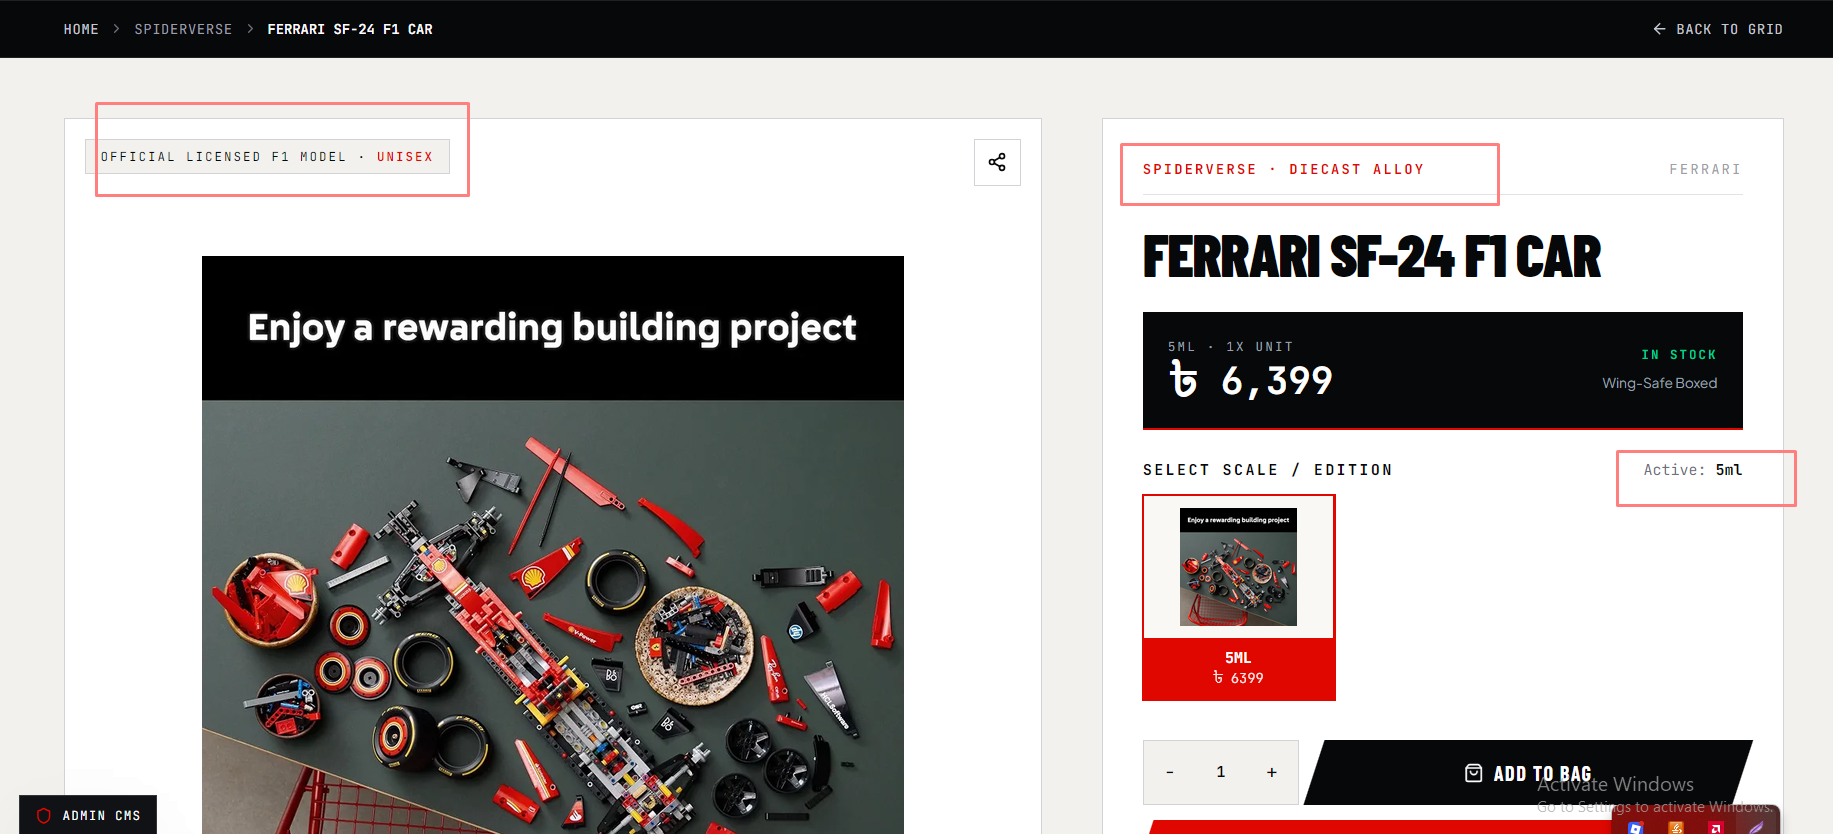 HOME > SPIDERVERSE > FERRARI SF-24 F1 CAR
← BACK TO GRID
OFFICIAL LICENSED F1 MODEL · UNISEX
Enjoy a rewarding building project
V-Power
HCLSoftware
SPIDERVERSE · DIECAST ALLOY
FERRARI
FERRARI SF-24 F1 CAR
5ML · 1X UNIT
৳ 6,399
IN STOCK
Wing-Safe Boxed
SELECT SCALE / EDITION
Active: 5ml
Enjoy a rewarding building project
5ML
৳ 6399
- 1 +
ADD TO BAG
Activate Windows
Go to Settings to activate Windows.
ADMIN CMS